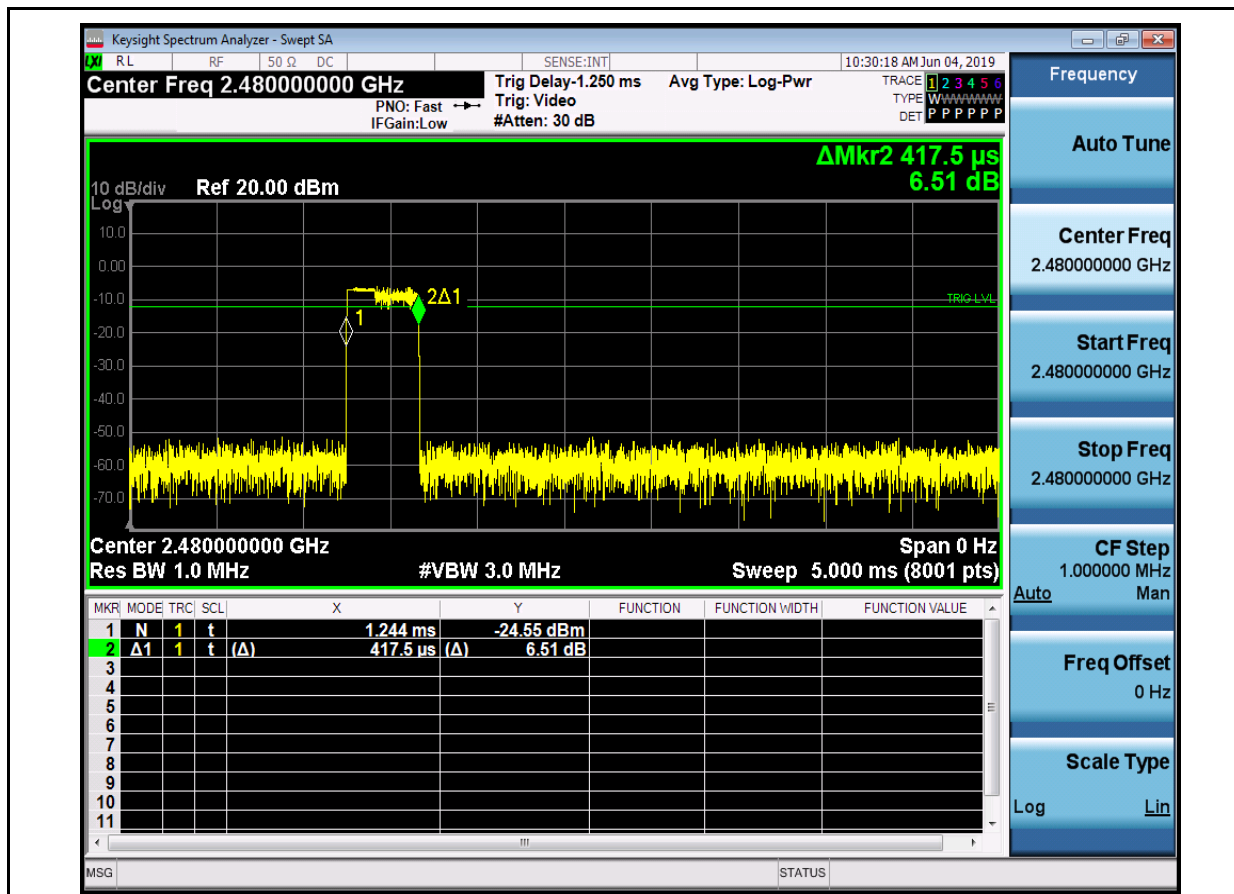 Keysight Spectrum Analyzer - Swept SA
LXI RL RF 50 Ω DC SENSE:INT 10:30:18 AM Jun 04, 2019
Center Freq 2.480000000 GHz Trig Delay-1.250 ms Avg Type: Log-Pwr TRACE 1 2 3 4 5 6
PNO: Fast Trig: Video TYPE WWWWWW
IFGain:Low #Atten: 30 dB DET P P P P P P
ΔMkr2 417.5 µs
6.51 dB
10 dB/div Ref 20.00 dBm
Log
10.0
0.00
-10.0
2Δ1
TRIG LVL
1
-20.0
-30.0
-40.0
-50.0
-60.0
-70.0
Center 2.480000000 GHz Span 0 Hz
Res BW 1.0 MHz #VBW 3.0 MHz Sweep 5.000 ms (8001 pts)
MKR MODE TRC SCL X Y FUNCTION FUNCTION WIDTH FUNCTION VALUE
1 N 1 t 1.244 ms -24.55 dBm
2 Δ1 1 t (Δ) 417.5 µs (Δ) 6.51 dB
3
4
5
6
7
8
9
10
11
MSG STATUS
Frequency
Auto Tune
Center Freq
2.480000000 GHz
Start Freq
2.480000000 GHz
Stop Freq
2.480000000 GHz
CF Step
1.000000 MHz
Auto Man
Freq Offset
0 Hz
Scale Type
Log Lin